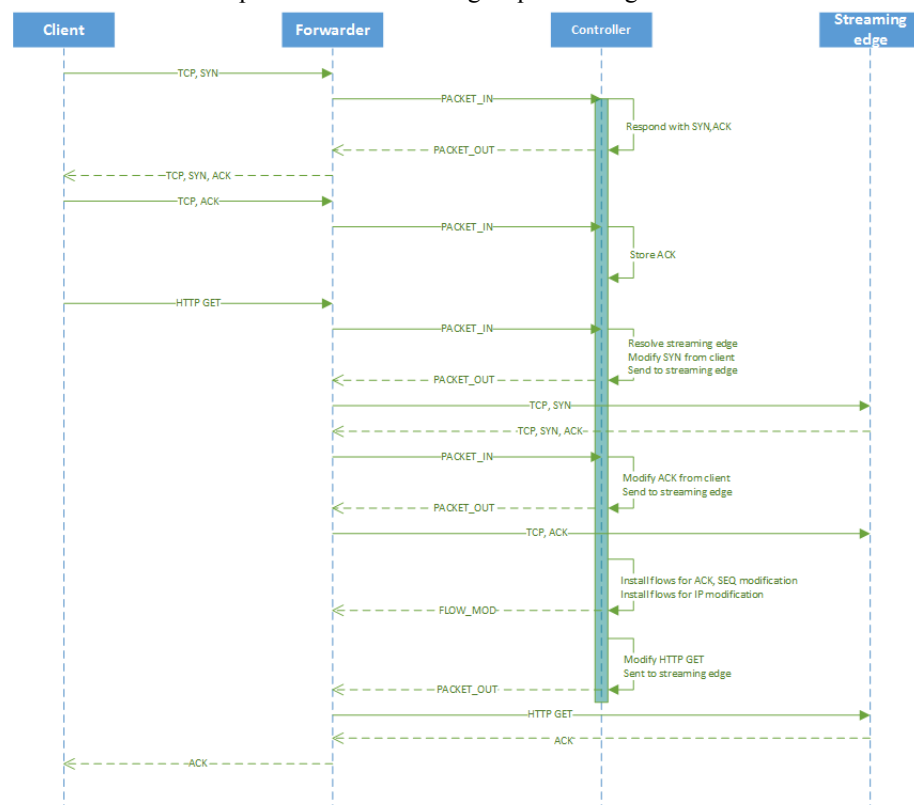 Client
Forwarder
Controller
Streaming
edge
TCP, SYN
PACKET_IN
Respond with SYN,ACK
PACKET_OUT
TCP, SYN, ACK
TCP, ACK
PACKET_IN
Store ACK
HTTP GET
PACKET_IN
Resolve streaming edge
Modify SYN from client
Send to streaming edge
PACKET_OUT
TCP, SYN
TCP, SYN, ACK
PACKET_IN
Modify ACK from client
Send to streaming edge
PACKET_OUT
TCP, ACK
Install flows for ACK, SEQ modification
Install flows for IP modification
FLOW_MOD
Modify HTTP GET
Sent to streaming edge
PACKET_OUT
HTTP GET
ACK
ACK